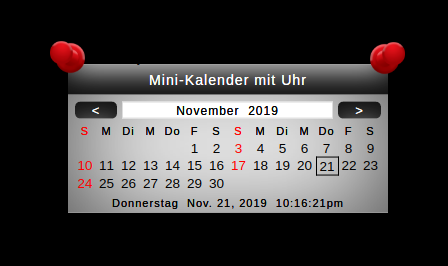 Mini-Kalender mit Uhr
< November 2019 >
S M Di M Do F S S M Di M Do F S
1 2 3 4 5 6 7 8 9
10 11 12 13 14 15 16 17 18 19 20 21 22 23
24 25 26 27 28 29 30
Donnerstag Nov. 21, 2019 10:16:21pm